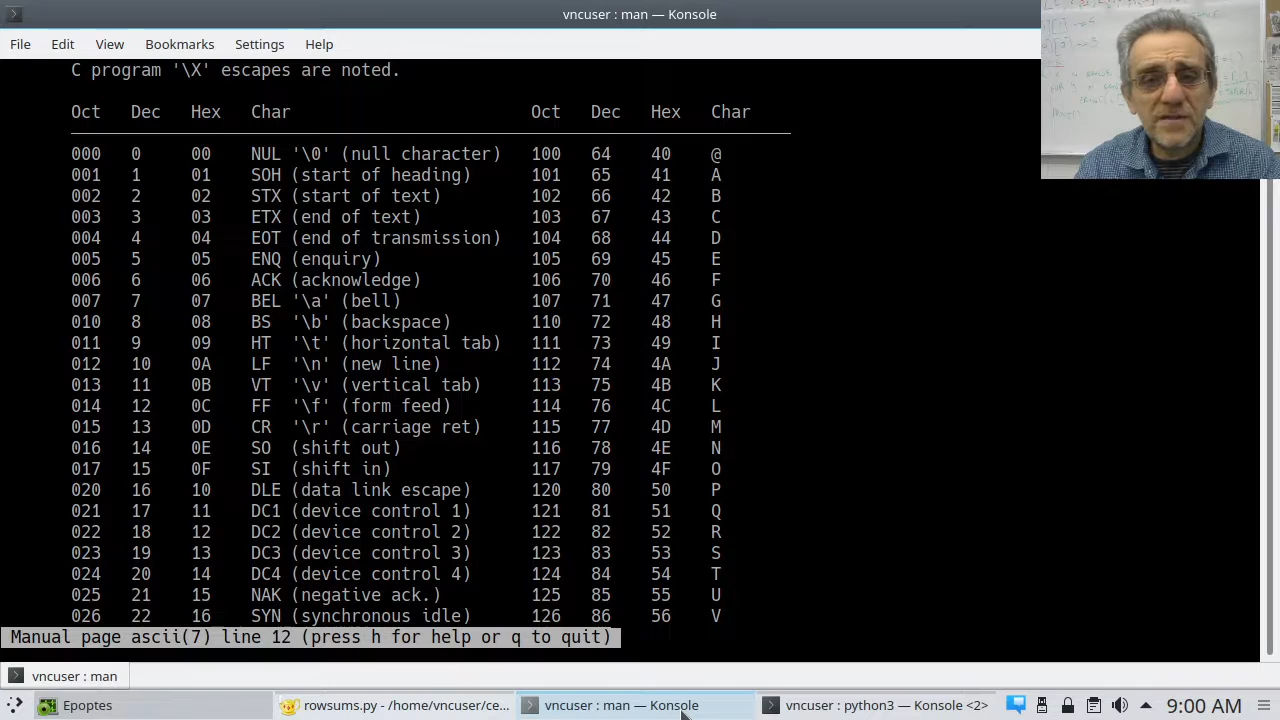 vncuser : man — Konsole
File Edit View Bookmarks Settings Help
C program '\X' escapes are noted.
Oct Dec Hex Char Oct Dec Hex Char
000 0 00 NUL '\0' (null character) 100 64 40 @
001 1 01 SOH (start of heading) 101 65 41 A
002 2 02 STX (start of text) 102 66 42 B
003 3 03 ETX (end of text) 103 67 43 C
004 4 04 EOT (end of transmission) 104 68 44 D
005 5 05 ENQ (enquiry) 105 69 45 E
006 6 06 ACK (acknowledge) 106 70 46 F
007 7 07 BEL '\a' (bell) 107 71 47 G
010 8 08 BS '\b' (backspace) 110 72 48 H
011 9 09 HT '\t' (horizontal tab) 111 73 49 I
012 10 0A LF '\n' (new line) 112 74 4A J
013 11 0B VT '\v' (vertical tab) 113 75 4B K
014 12 0C FF '\f' (form feed) 114 76 4C L
015 13 0D CR '\r' (carriage ret) 115 77 4D M
016 14 0E SO (shift out) 116 78 4E N
017 15 0F SI (shift in) 117 79 4F O
020 16 10 DLE (data link escape) 120 80 50 P
021 17 11 DC1 (device control 1) 121 81 51 Q
022 18 12 DC2 (device control 2) 122 82 52 R
023 19 13 DC3 (device control 3) 123 83 53 S
024 20 14 DC4 (device control 4) 124 84 54 T
025 21 15 NAK (negative ack.) 125 85 55 U
026 22 16 SYN (synchronous idle) 126 86 56 V
Manual page ascii(7) line 12 (press h for help or q to quit)
vncuser : man
Epoptes rowsums.py - /home/vncuser/ce... vncuser : man — Konsole vncuser : python3 — Konsole <2> 9:00 AM